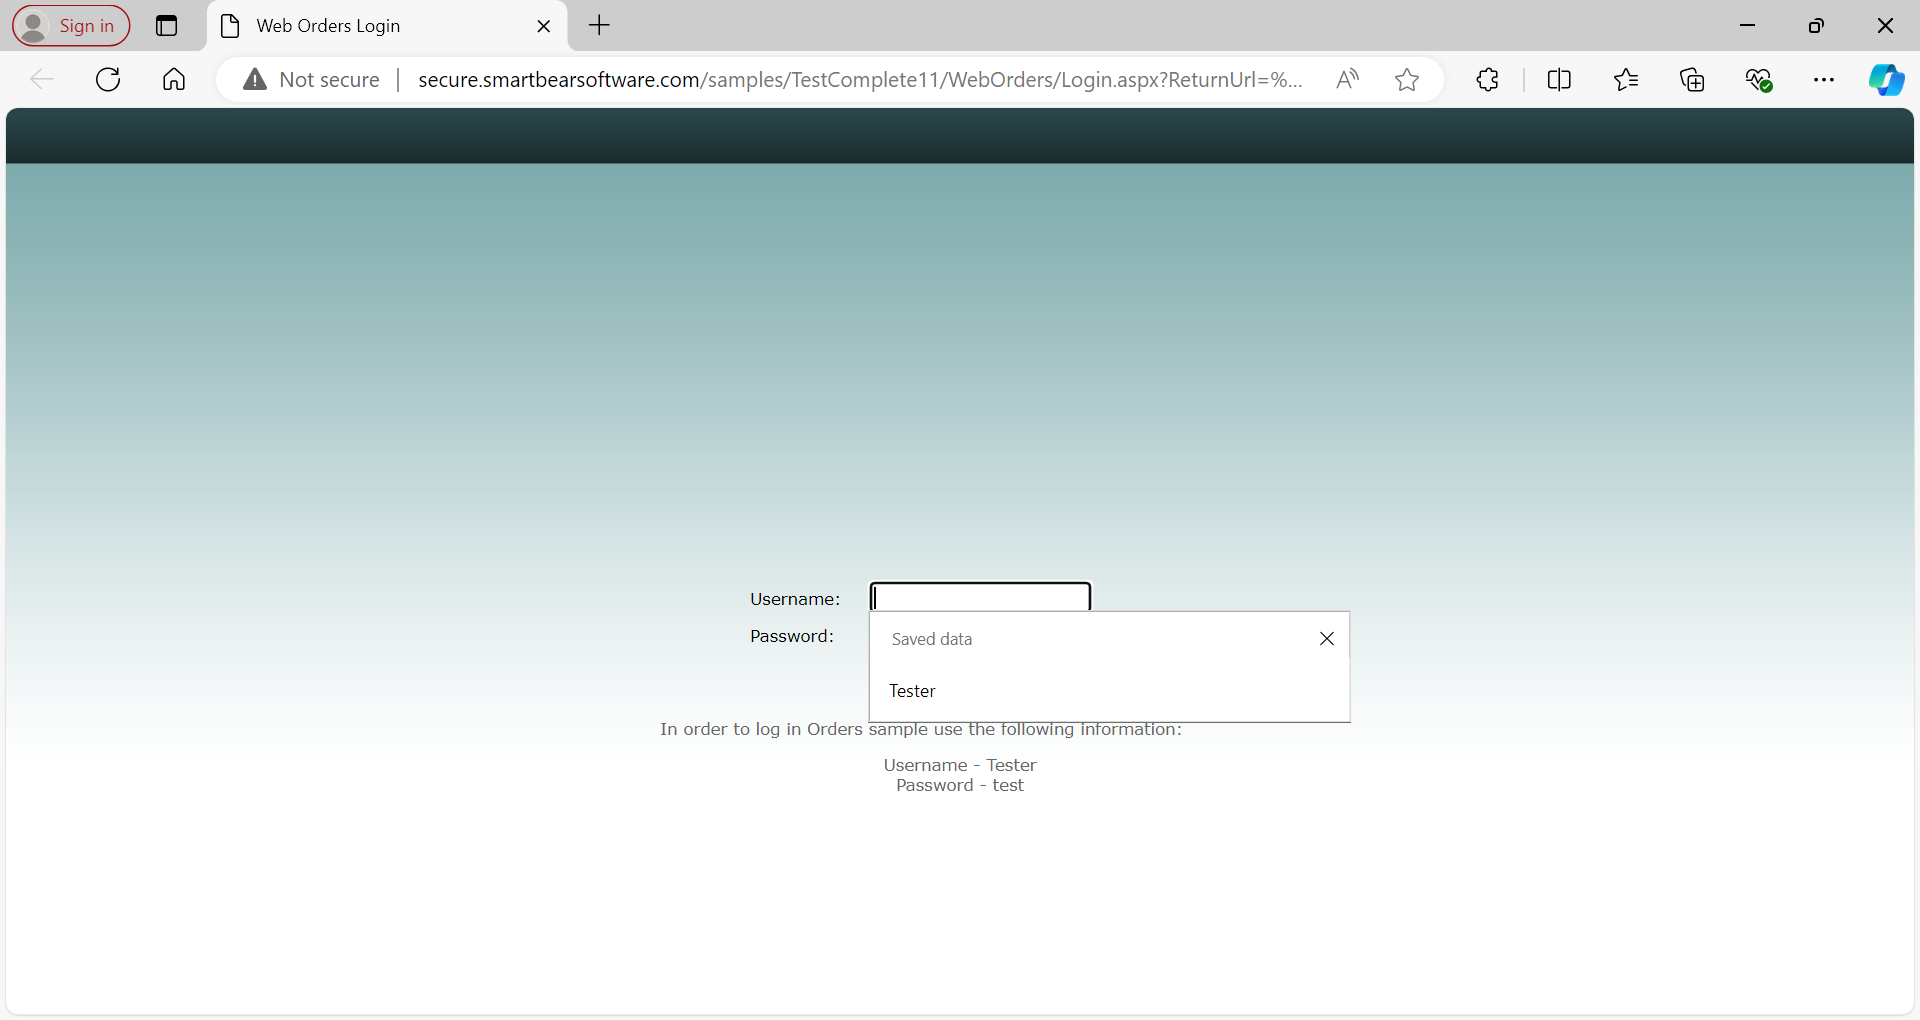 Sign in
Web Orders Login
Not secure
secure.smartbearsoftware.com/samples/TestComplete11/WebOrders/Login.aspx?ReturnUrl=%...
Username:
Password:
Saved data
Tester
In order to log in Orders sample use the following information:
Username - Tester
Password - test